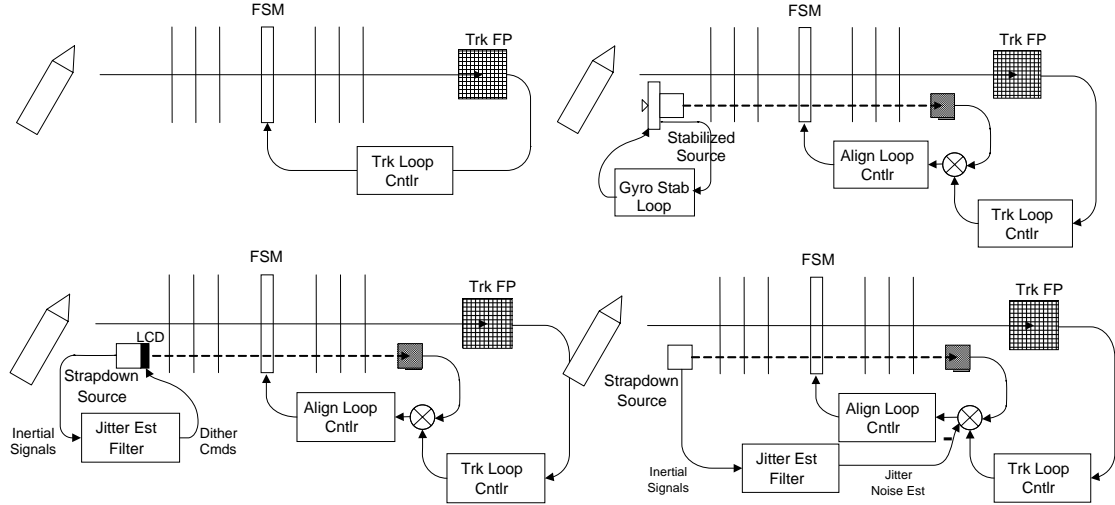 FSM
Trk FP
Trk Loop
Cntlr
FSM
Trk FP
Stabilized
Source
Align Loop
Cntlr
Gyro Stab
Loop
Trk Loop
Cntlr
FSM
Trk FP
LCD
Strapdown
Source
Align Loop
Cntlr
Inertial
Signals
Jitter Est
Filter
Dither
Cmds
Trk Loop
Cntlr
FSM
Trk FP
Strapdown
Source
Align Loop
Cntlr
-
Inertial
Signals
Jitter Est
Filter
Jitter
Noise Est
Trk Loop
Cntlr